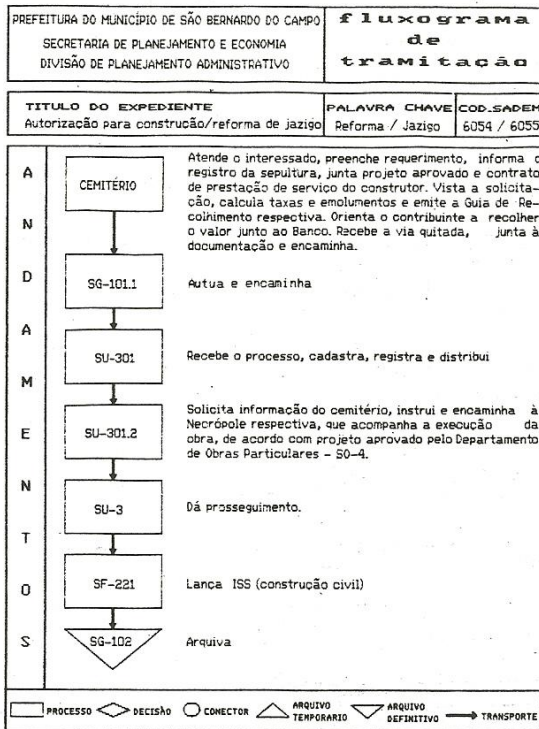 PREFEITURA DO MUNICÍPIO DE SÃO BERNARDO DO CAMPO
SECRETARIA DE PLANEJAMENTO E ECONOMIA
DIVISÃO DE PLANEJAMENTO ADMINISTRATIVO
fluxograma
de
tramitação
TITULO DO EXPEDIENTE
Autorização para construção/reforma de jazigo
PALAVRA CHAVE
Reforma / Jazigo
COD.SADEM
6054 / 6055
ANDAMENTOS
CEMITÉRIO
Atende o interessado, preenche requerimento, informa o
registro da sepultura, junta projeto aprovado e contrato
de prestação de serviço do construtor. Vista a solicita-
ção, calcula taxas e emolumentos e emite a Guia de Re-
colhimento respectiva. Orienta o contribuinte a recolher
o valor junto ao Banco. Recebe a via quitada, junta à
documentação e encaminha.
SG-101.1
Autua e encaminha
SU-301
Recebe o processo, cadastra, registra e distribui
SU-301.2
Solicita informação do cemitério, instrui e encaminha à
Necrópole respectiva, que acompanha a execução da
obra, de acordo com projeto aprovado pelo Departamento
de Obras Particulares - SO-4.
SU-3
Dá prosseguimento.
SF-221
Lança ISS (construção civil)
SG-102
Arquiva
PROCESSO
DECISÃO
CONECTOR
ARQUIVO TEMPORARIO
ARQUIVO DEFINITIVO
TRANSPORTE